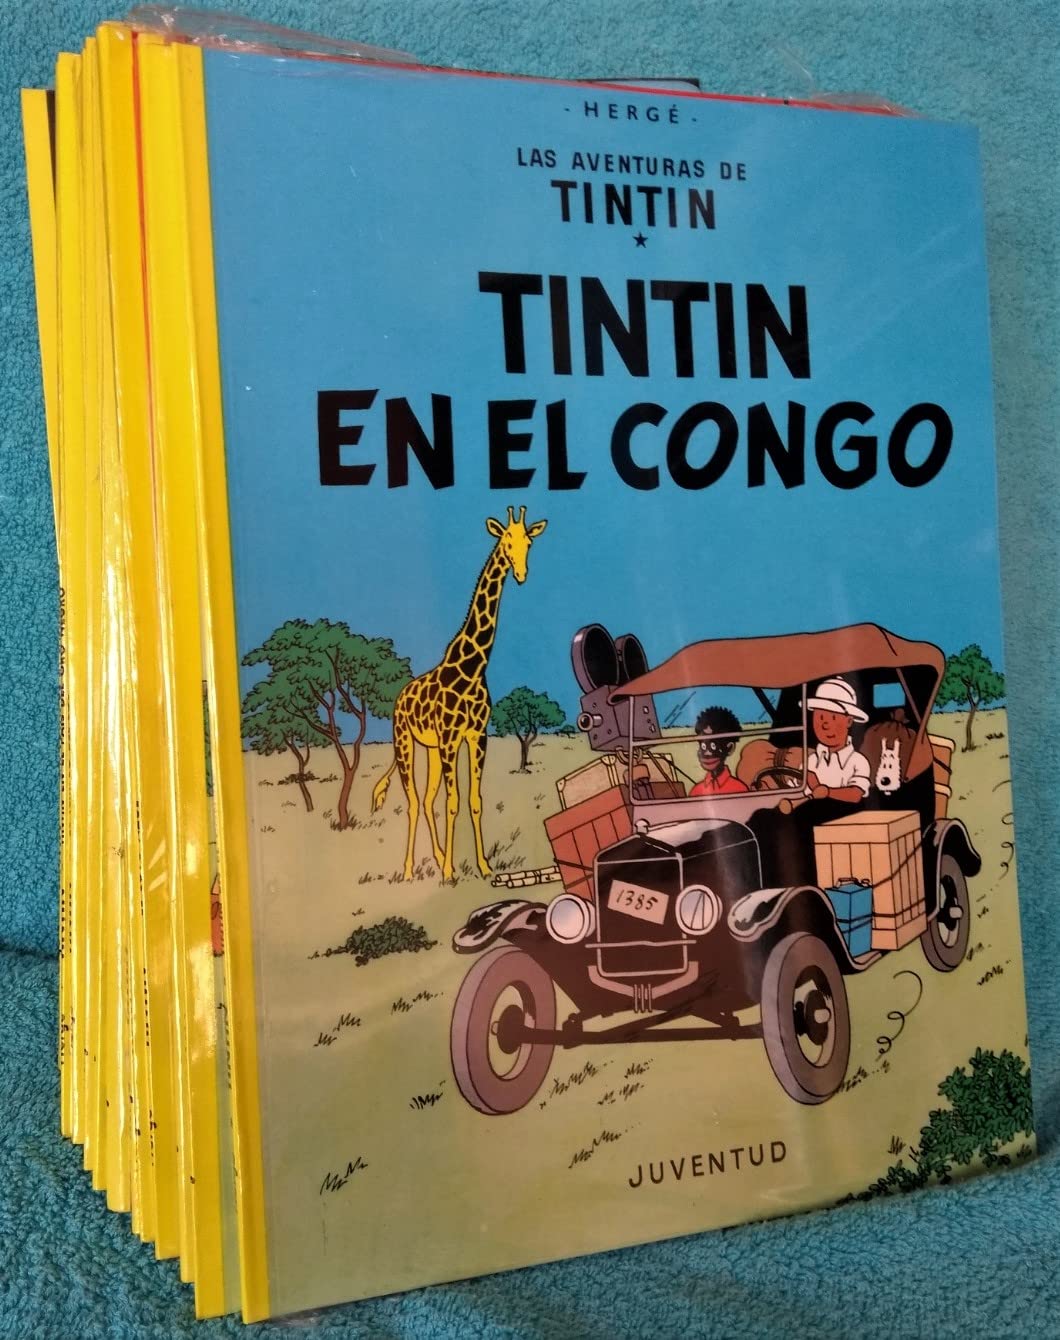 - HERGÉ -
LAS AVENTURAS DE
TINTIN
TINTIN
EN EL CONGO
1385
JUVENTUD